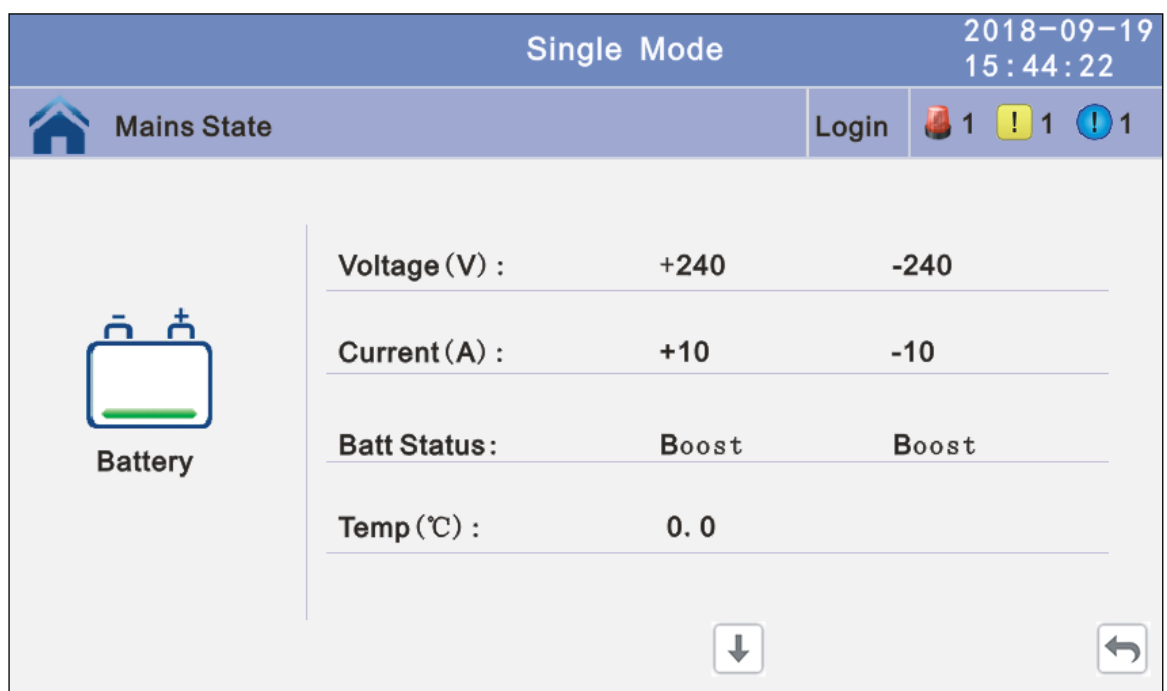 Single Mode
2018-09-19
15:44:22
Mains State
Login
1
! 1
! 1
Voltage(V): +240 -240
Current(A): +10 -10
Batt Status: Boost Boost
Temp(℃): 0.0
- +
Battery